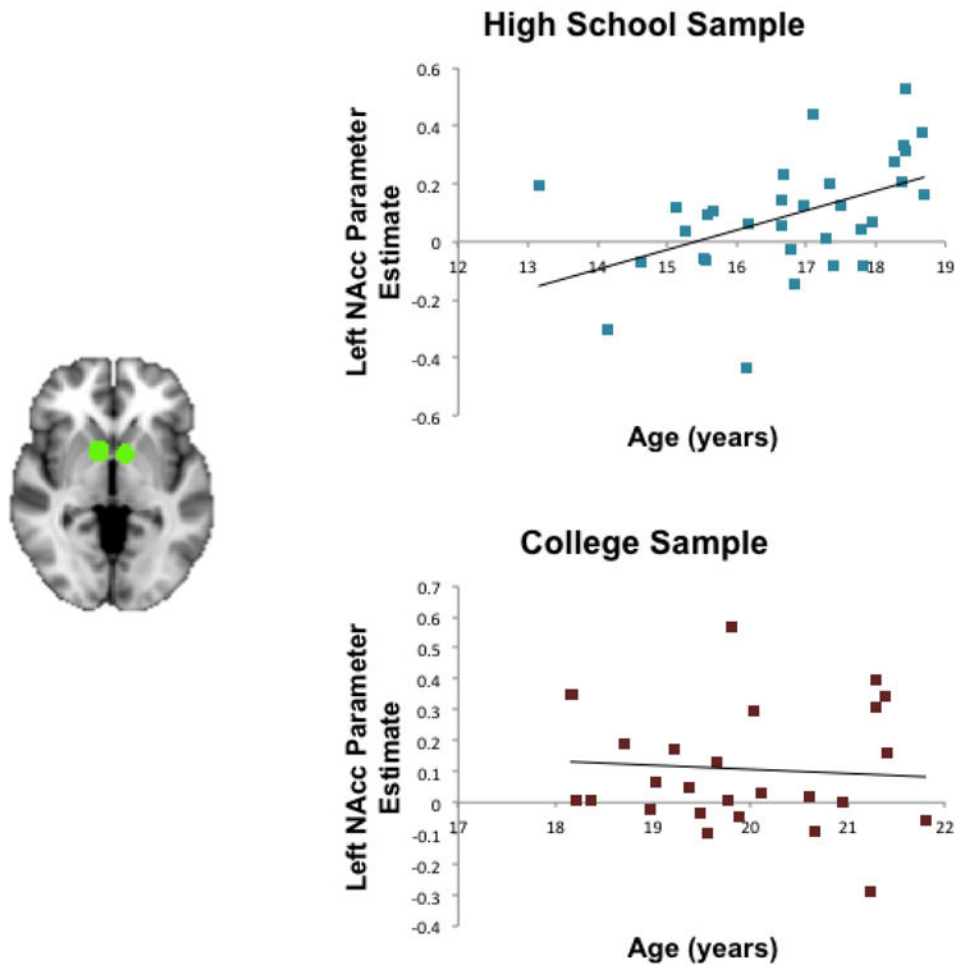 High School Sample
0.6
0.4
0.2
0
-0.2
-0.4
-0.6
12 13 14 15 16 17 18 19
Left NAcc Parameter
Estimate
Age (years)
College Sample
0.7
0.6
0.5
0.4
0.3
0.2
0.1
0
-0.1
-0.2
-0.3
-0.4
17 18 19 20 21 22
Left NAcc Parameter
Estimate
Age (years)